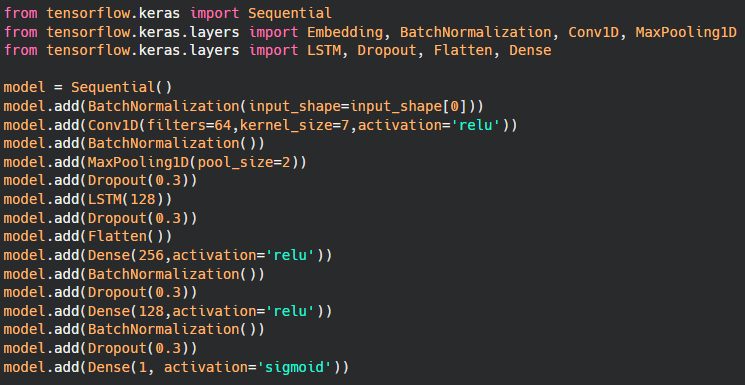 from tensorflow.keras import Sequential
from tensorflow.keras.layers import Embedding, BatchNormalization, Conv1D, MaxPooling1D
from tensorflow.keras.layers import LSTM, Dropout, Flatten, Dense

model = Sequential()
model.add(BatchNormalization(input_shape=input_shape[0]))
model.add(Conv1D(filters=64,kernel_size=7,activation='relu'))
model.add(BatchNormalization())
model.add(MaxPooling1D(pool_size=2))
model.add(Dropout(0.3))
model.add(LSTM(128))
model.add(Dropout(0.3))
model.add(Flatten())
model.add(Dense(256,activation='relu'))
model.add(BatchNormalization())
model.add(Dropout(0.3))
model.add(Dense(128,activation='relu'))
model.add(BatchNormalization())
model.add(Dropout(0.3))
model.add(Dense(1, activation='sigmoid'))